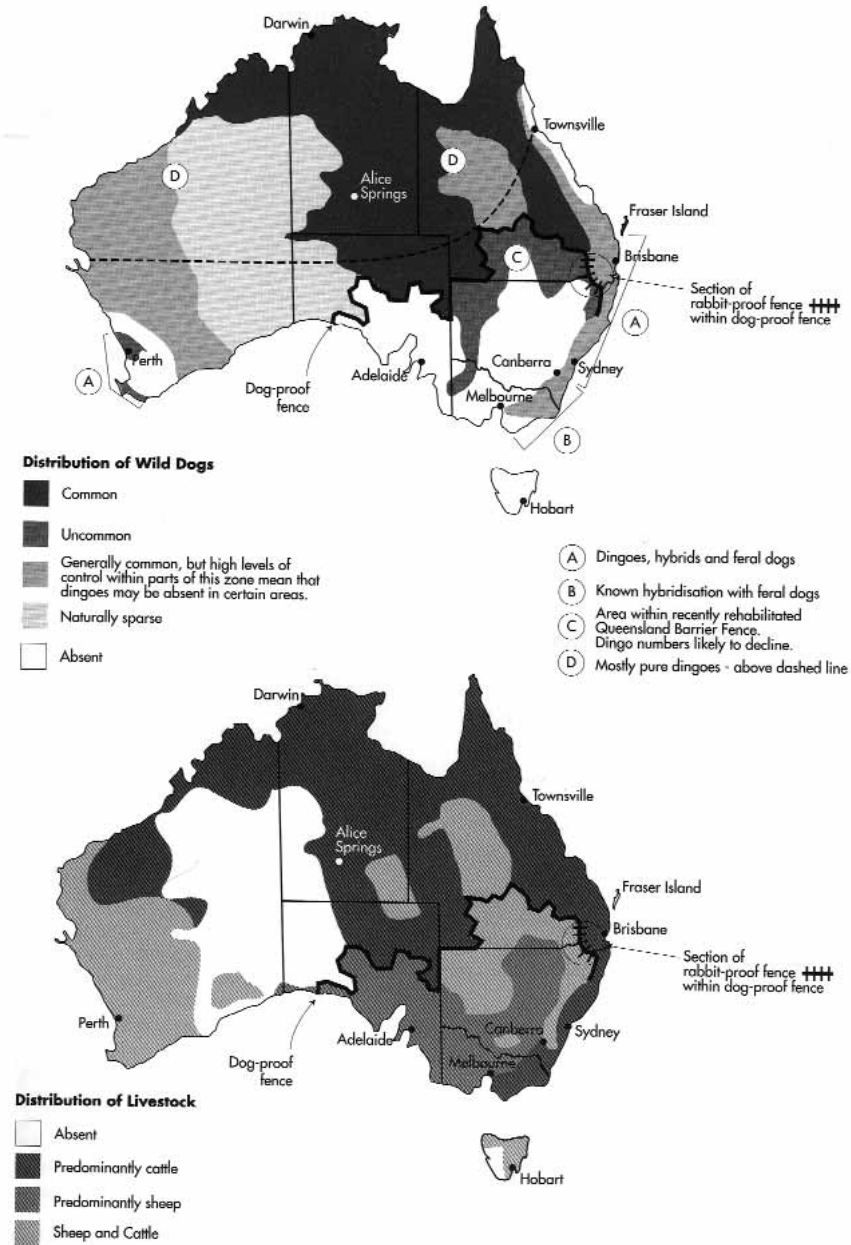 Darwin
Townsville
D
D
Alice
Springs
Fraser Island
C
Brisbane
Section of
rabbit-proof fence
within dog-proof fence
A
Perth
A
Dog-proof
fence
Adelaide
Canberra
Sydney
Melbourne
B
Hobart
Distribution of Wild Dogs
Common
Uncommon
Generally common, but high levels of
control within parts of this zone mean that
dingoes may be absent in certain areas.
Naturally sparse
Absent
A Dingoes, hybrids and feral dogs
B Known hybridisation with feral dogs
C Area within recently rehabilitated
Queensland Barrier Fence.
Dingo numbers likely to decline.
D Mostly pure dingoes - above dashed line
Darwin
Townsville
Alice
Springs
Fraser Island
Brisbane
Section of
rabbit-proof fence
within dog-proof fence
Perth
Dog-proof
fence
Adelaide
Canberra
Sydney
Melbourne
Hobart
Distribution of Livestock
Absent
Predominantly cattle
Predominantly sheep
Sheep and Cattle